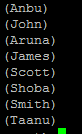 (Anbu)
(John)
(Aruna)
(James)
(Scott)
(Shoba)
(Smith)
(Taanu)